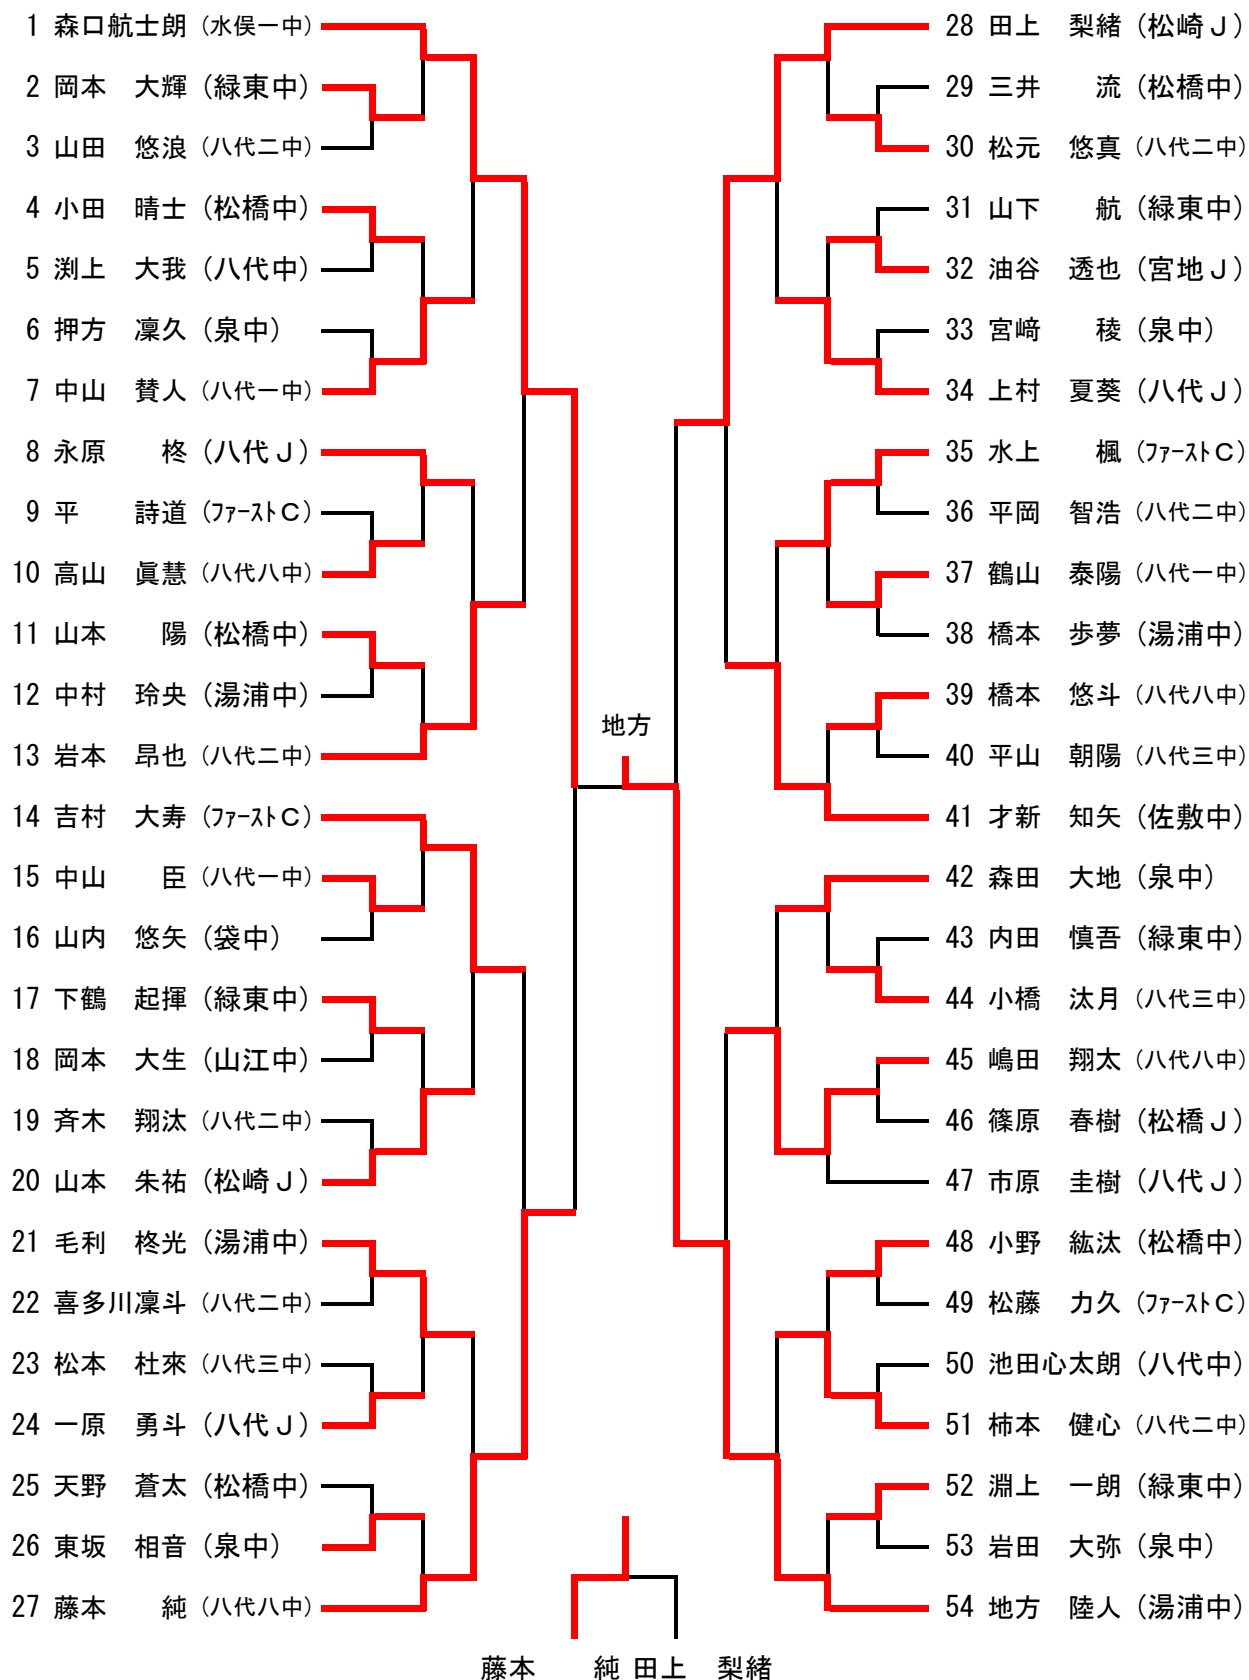 1 森口航士朗（水俣一中）
2 岡本　大輝（緑東中）
3 山田　悠浪（八代二中）
4 小田　晴士（松橋中）
5 渕上　大我（八代中）
6 押方　凜久（泉中）
7 中山　賛人（八代一中）
8 永原　　柊（八代Ｊ）
9 平　　詩道（ﾌｧｰｽﾄＣ）
10 高山　眞慧（八代八中）
11 山本　　陽（松橋中）
12 中村　玲央（湯浦中）
13 岩本　昂也（八代二中）
14 吉村　大寿（ﾌｧｰｽﾄＣ）
15 中山　　臣（八代一中）
16 山内　悠矢（袋中）
17 下鶴　起揮（緑東中）
18 岡本　大生（山江中）
19 斉木　翔汰（八代二中）
20 山本　朱祐（松崎Ｊ）
21 毛利　柊光（湯浦中）
22 喜多川凜斗（八代二中）
23 松本　杜來（八代三中）
24 一原　勇斗（八代Ｊ）
25 天野　蒼太（松橋中）
26 東坂　相音（泉中）
27 藤本　　純（八代八中）
地方
藤本　　純
田上　梨緒
28 田上　梨緒（松崎Ｊ）
29 三井　　流（松橋中）
30 松元　悠真（八代二中）
31 山下　　航（緑東中）
32 油谷　透也（宮地Ｊ）
33 宮﨑　　稜（泉中）
34 上村　夏葵（八代Ｊ）
35 水上　　楓（ﾌｧｰｽﾄＣ）
36 平岡　智浩（八代二中）
37 鶴山　泰陽（八代一中）
38 橋本　歩夢（湯浦中）
39 橋本　悠斗（八代八中）
40 平山　朝陽（八代三中）
41 才新　知矢（佐敷中）
42 森田　大地（泉中）
43 内田　慎吾（緑東中）
44 小橋　汰月（八代三中）
45 嶋田　翔太（八代八中）
46 篠原　春樹（松橋Ｊ）
47 市原　圭樹（八代Ｊ）
48 小野　紘汰（松橋中）
49 松藤　力久（ﾌｧｰｽﾄＣ）
50 池田心太朗（八代中）
51 柿本　健心（八代二中）
52 淵上　一朗（緑東中）
53 岩田　大弥（泉中）
54 地方　陸人（湯浦中）